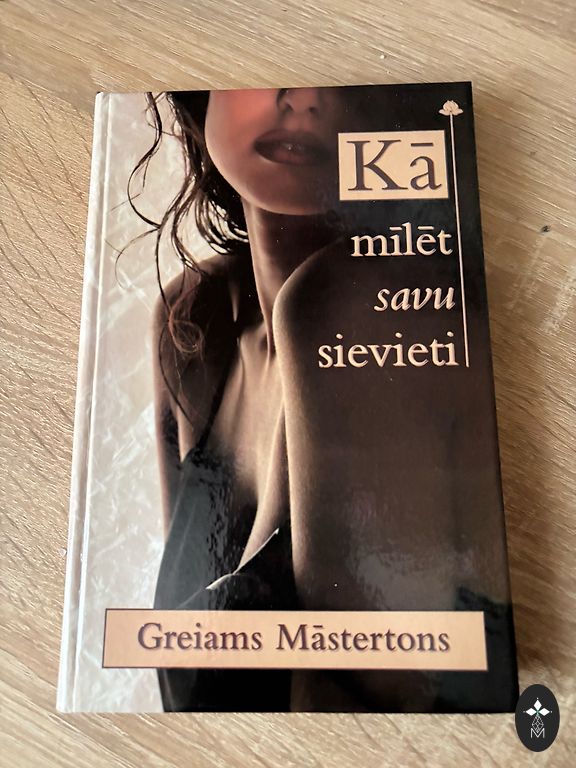 Kā
mīlēt
savu
sievieti
Greiams Māstertons
M